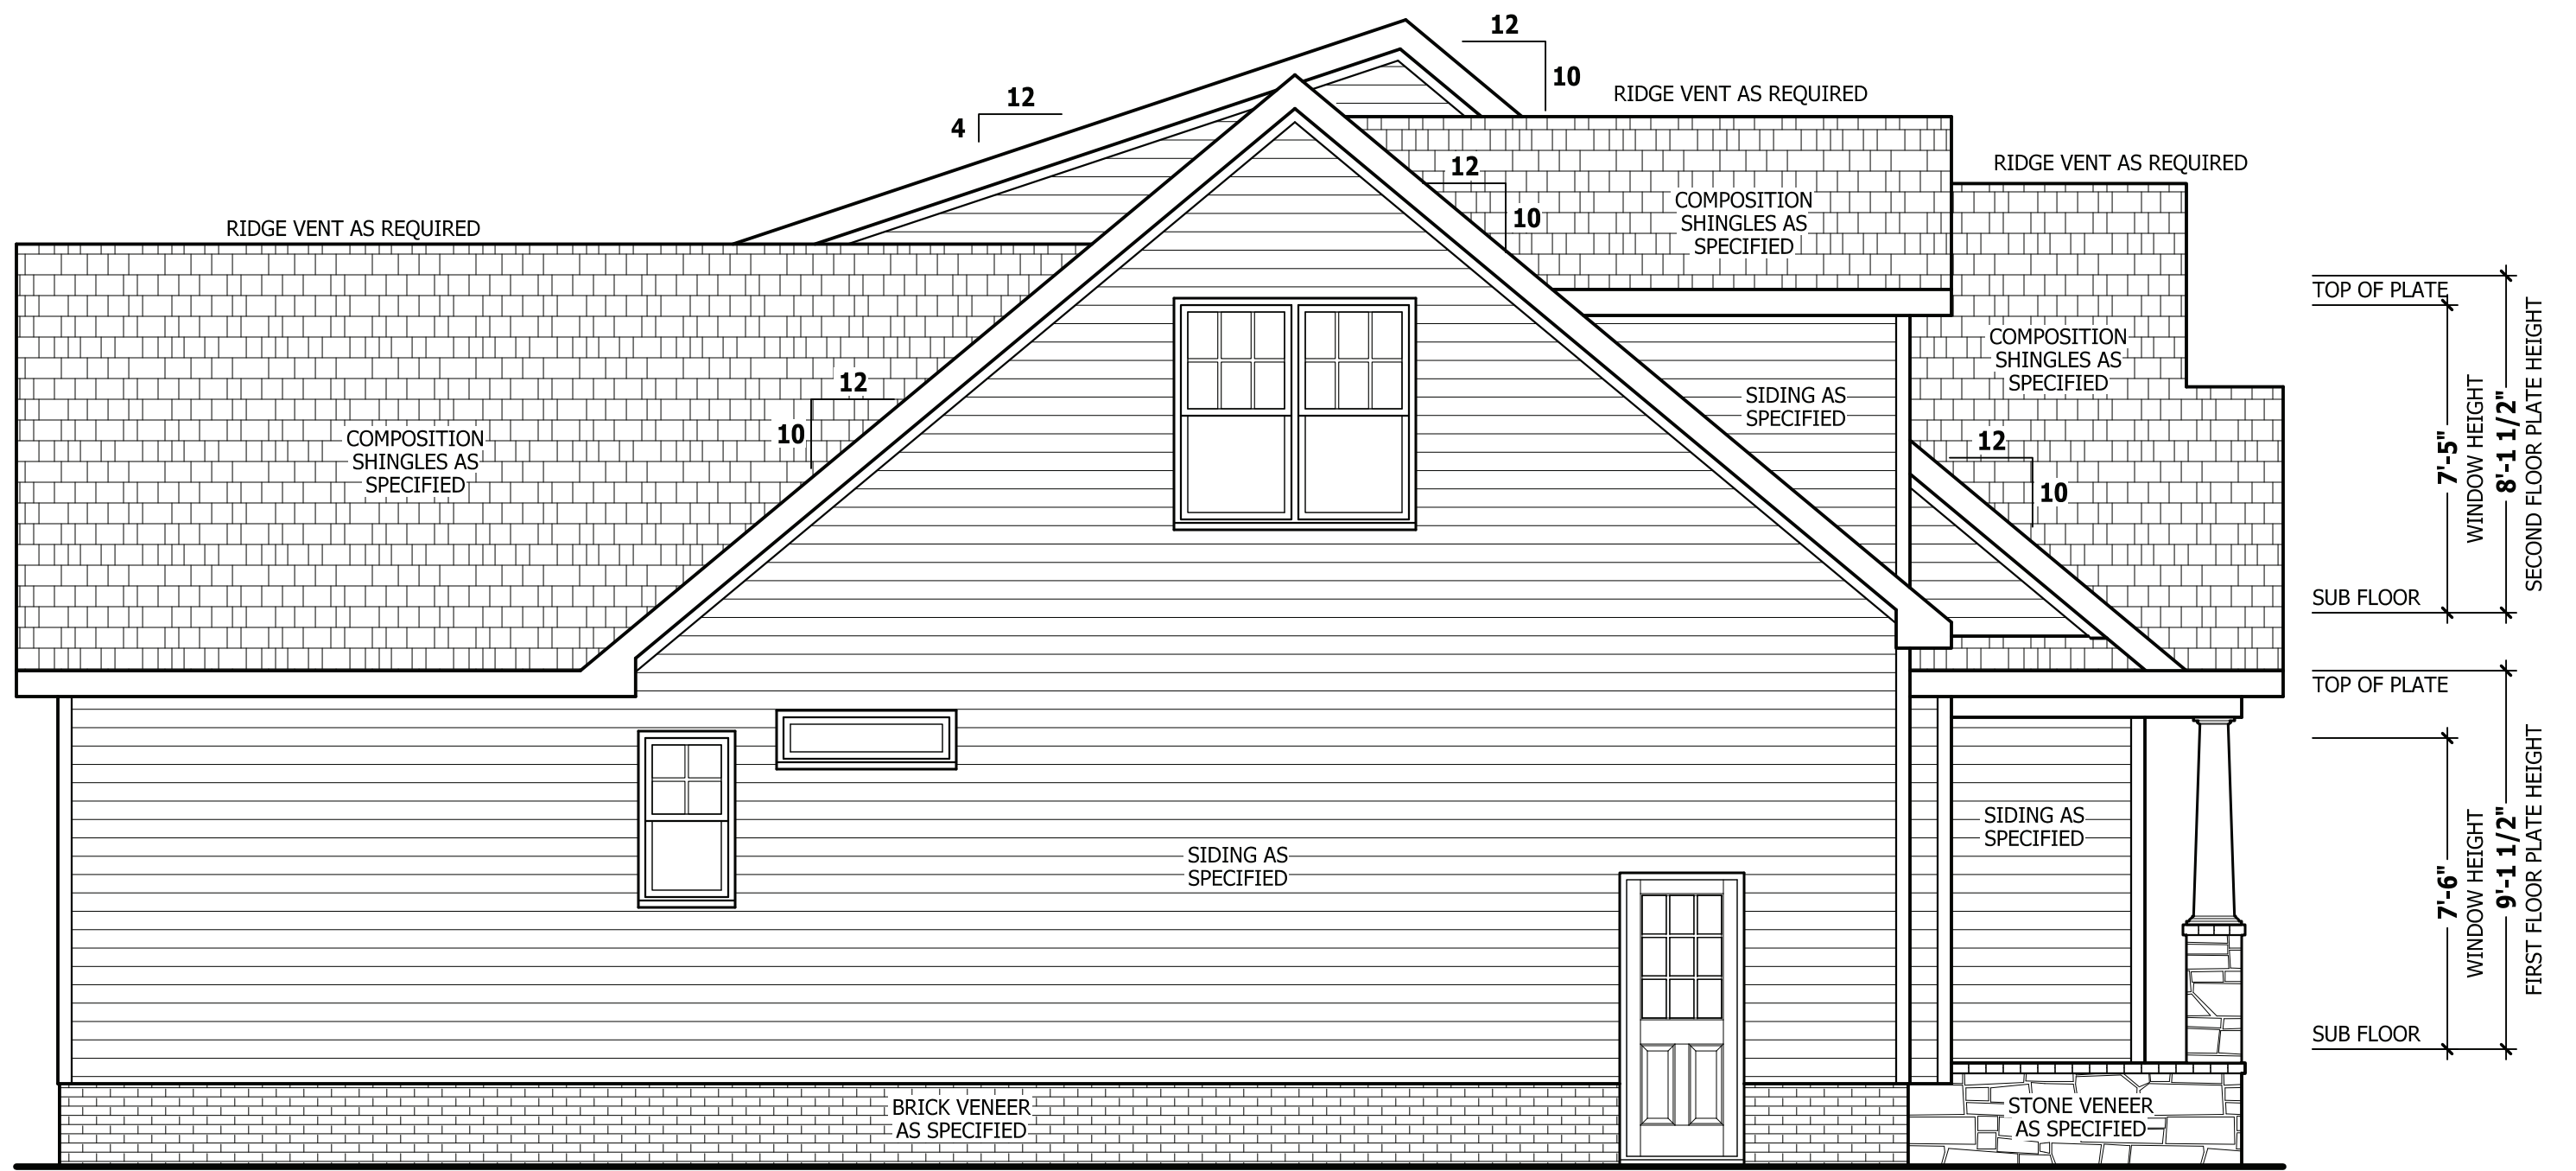 12
10
12
4
RIDGE VENT AS REQUIRED
RIDGE VENT AS REQUIRED
RIDGE VENT AS REQUIRED
12
10
COMPOSITION
SHINGLES AS
SPECIFIED
COMPOSITION
SHINGLES AS
SPECIFIED
12
10
COMPOSITION
SHINGLES AS
SPECIFIED
SIDING AS
SPECIFIED
12
10
TOP OF PLATE
7'-5"
WINDOW HEIGHT
8'-1 1/2"
SECOND FLOOR PLATE HEIGHT
SUB FLOOR
TOP OF PLATE
7'-6"
WINDOW HEIGHT
9'-1 1/2"
FIRST FLOOR PLATE HEIGHT
SUB FLOOR
SIDING AS
SPECIFIED
SIDING AS
SPECIFIED
BRICK VENEER
AS SPECIFIED
STONE VENEER
AS SPECIFIED